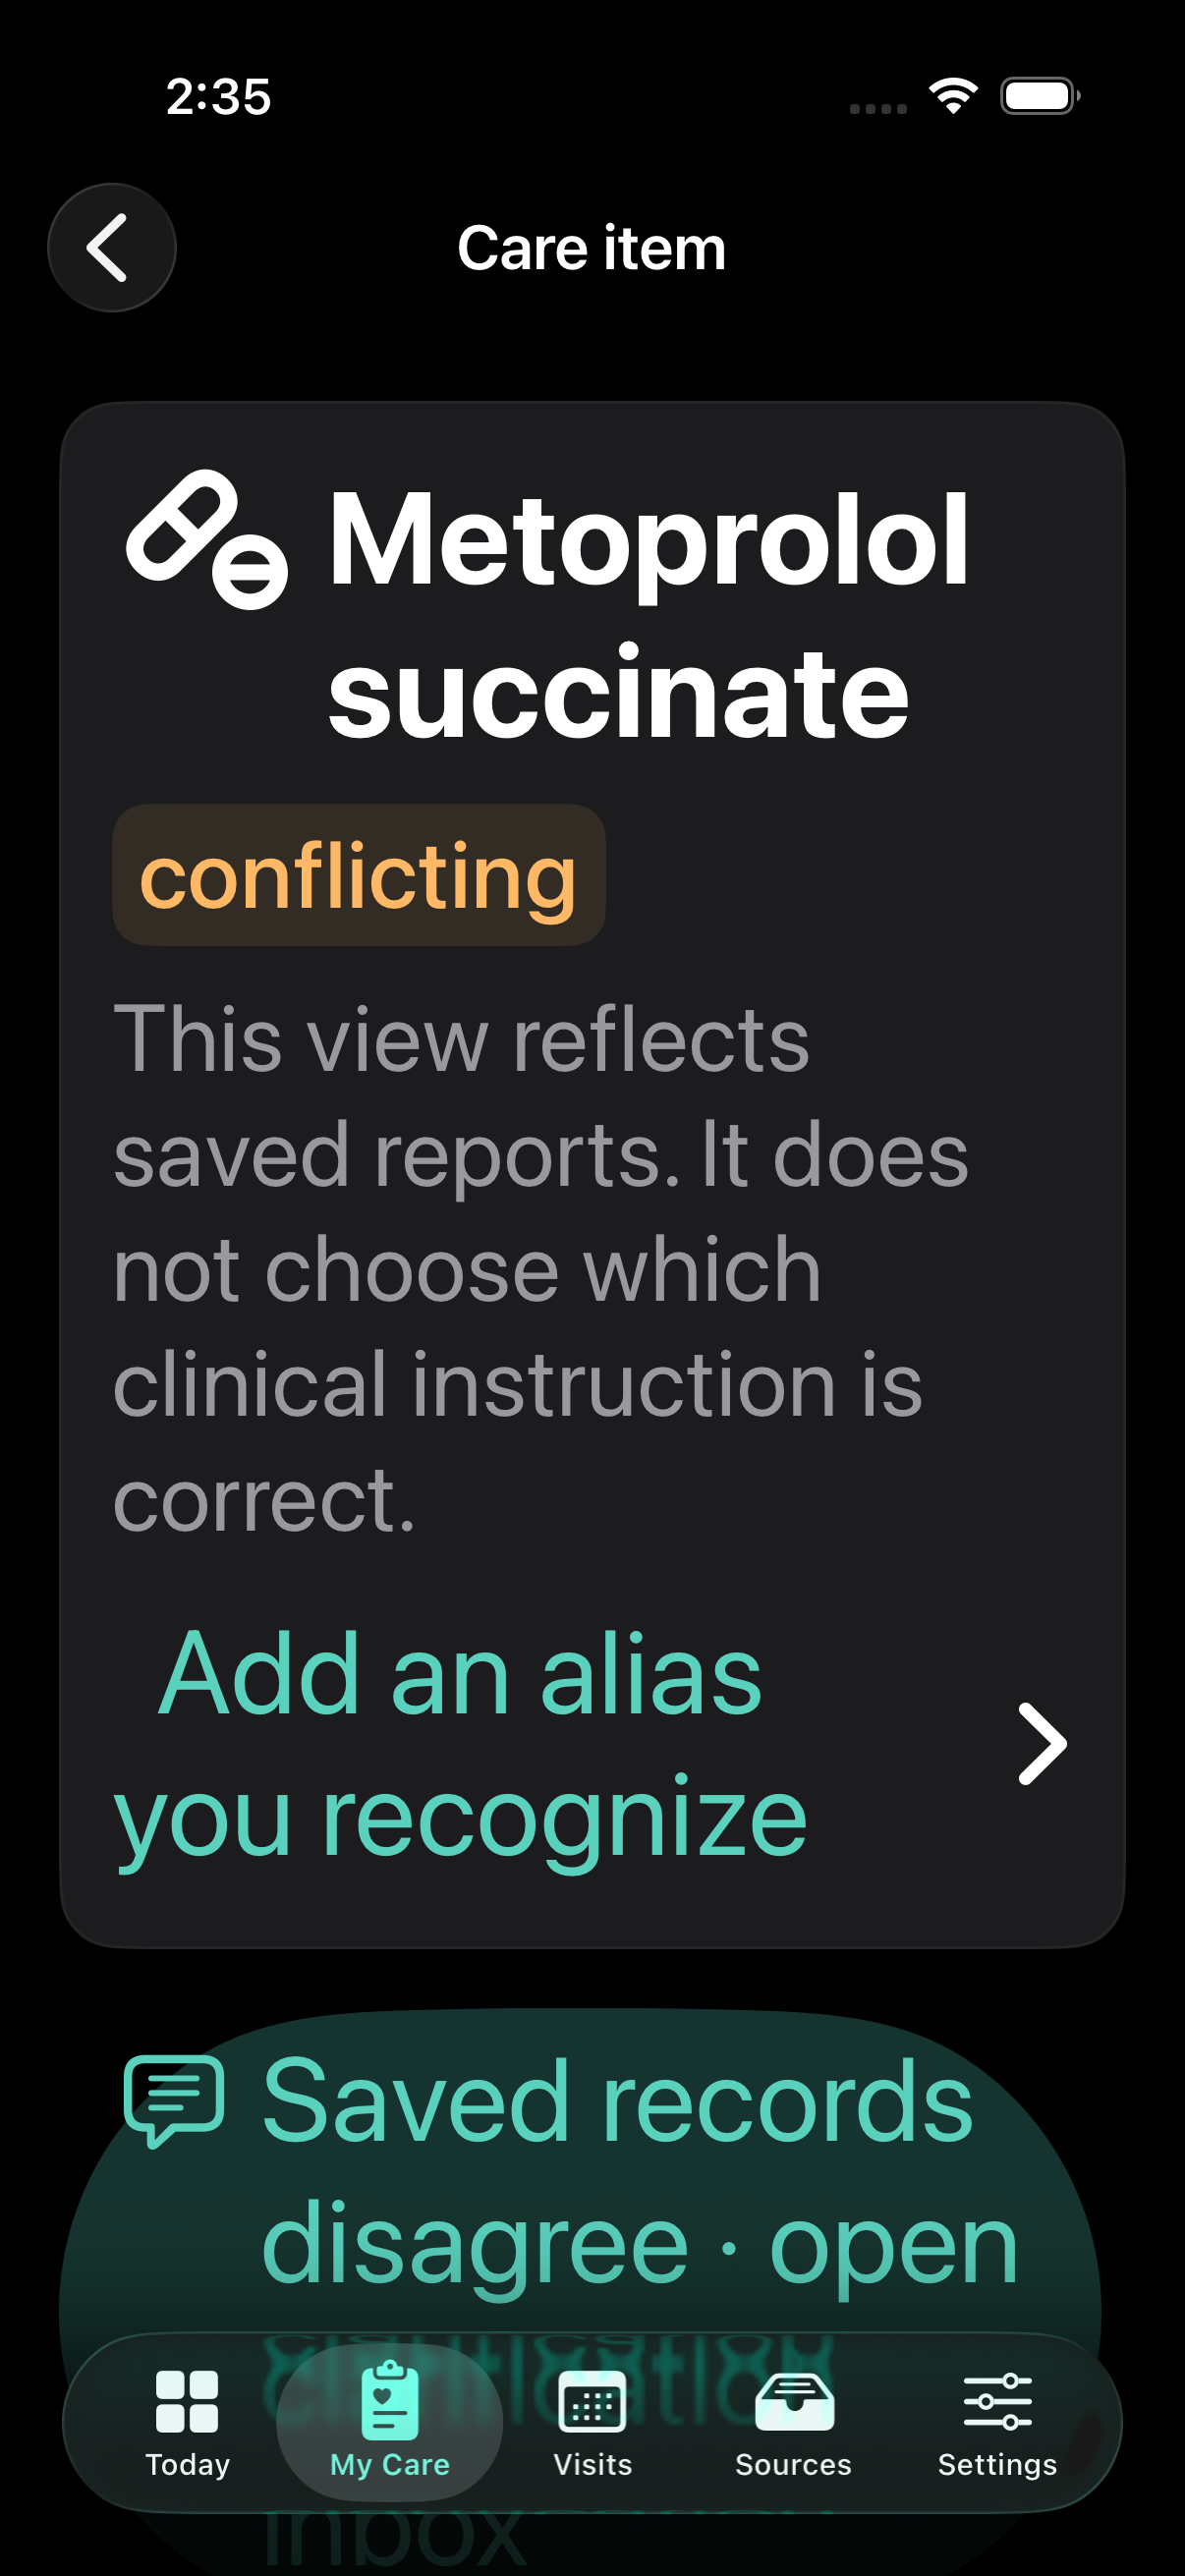 2:35
Care item
Metoprolol
succinate
conflicting
This view reflects
saved reports. It does
not choose which
clinical instruction is
correct.
Add an alias
you recognize
Saved records
disagree · open
clarification
inbox
Today
My Care
Visits
Sources
Settings